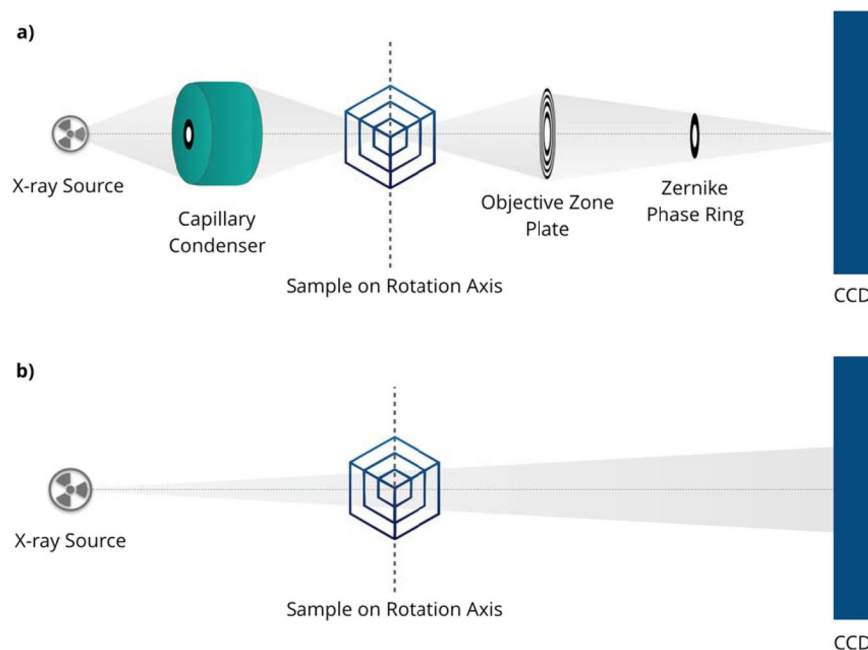 a)
X-ray Source
Capillary
Condenser
Sample on Rotation Axis
Objective Zone
Plate
Zernike
Phase Ring
CCD
b)
X-ray Source
Sample on Rotation Axis
CCD